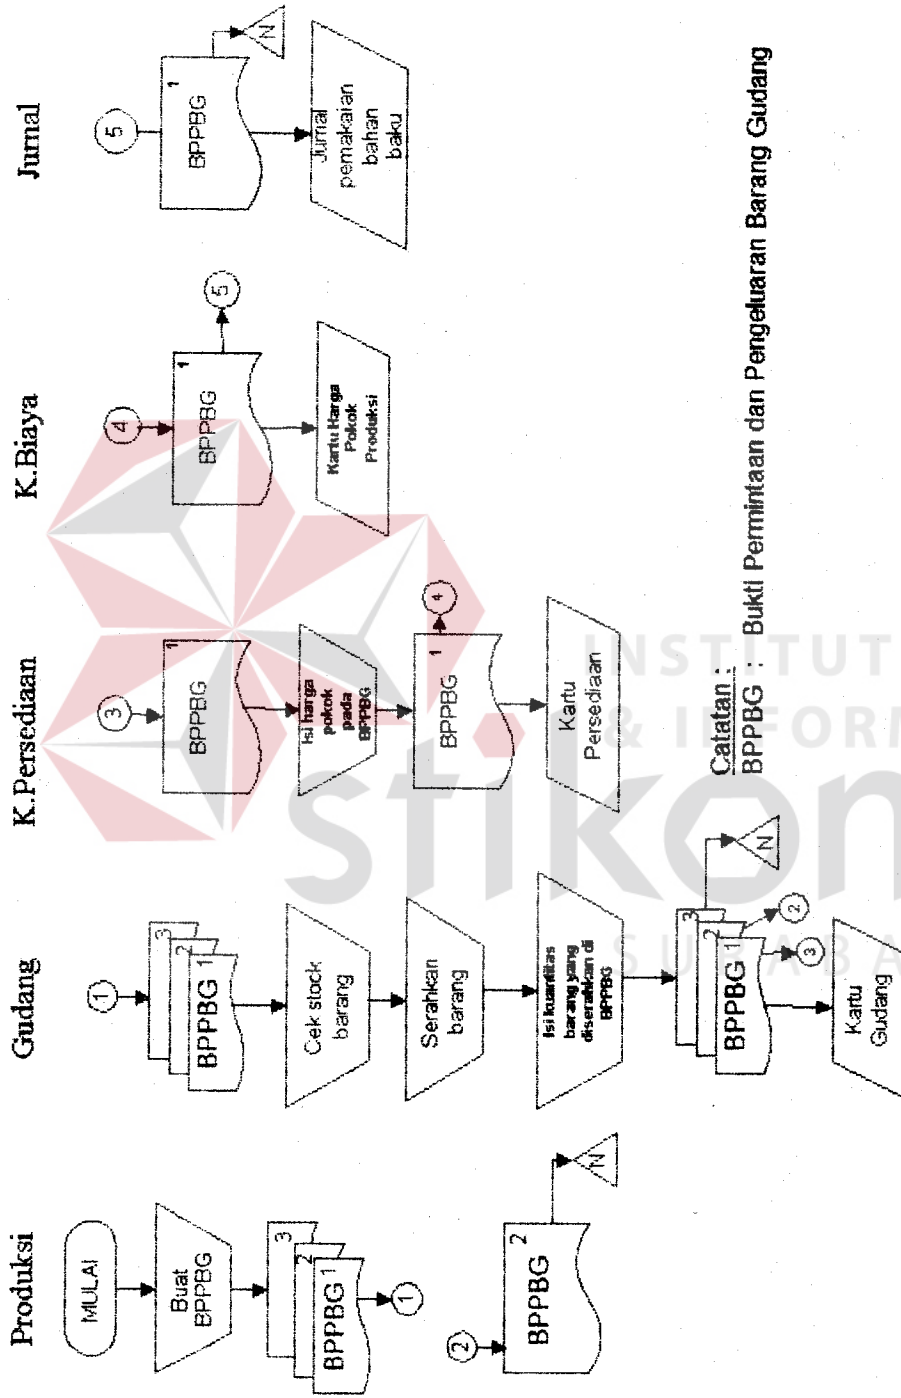 Produksi
MULAI
Buat
BPPBG
3
2
BPPBG 1
1
2
2
BPPBG
N
Gudang
1
3
2
BPPBG 1
Cek stock
barang
Serahkan
barang
Isi kuantitas
barang yang
diserahkan di
BPPBG
3
2
BPPBG 1
N
2
3
Kartu
Gudang
K.Persediaan
3
1
BPPBG
Isi harga
pokok
pada
BPPBG
1
BPPBG
4
Kartu
Persediaan
K.Biaya
4
1
BPPBG
5
Kartu Harga
Pokok
Produksi
Jurnal
5
1
BPPBG
N
Jurnal
pemakaian
bahan
baku
Catatan :
BPPBG : Bukti Permintaan dan Pengeluaran Barang Gudang
INSTITUT
& INFORM
stikom
SURABA